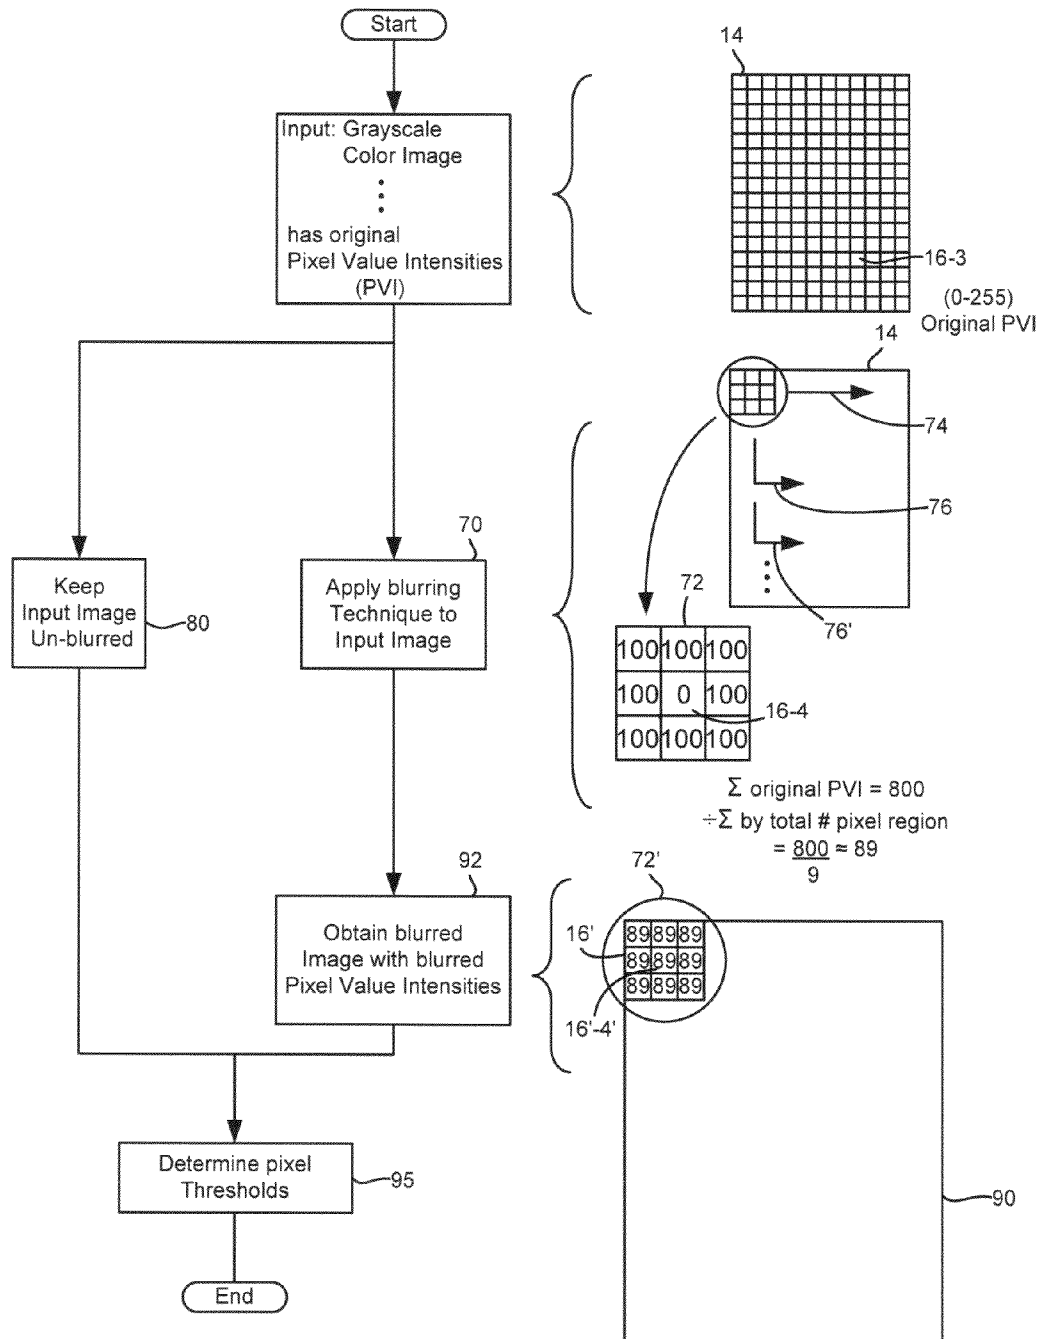 Start
14
Input: Grayscale
Color Image
has original
Pixel Value Intensities
(PVI)
16-3
(0-255)
Original PVI
14
74
76
76'
70
Keep
Input Image
Un-blurred
80
Apply blurring
Technique to
Input Image
72
100 100 100
100 0 100
100 100 100
16-4
Σ original PVI = 800
÷Σ by total # pixel region
= 800 ≈ 89
9
92
72'
Obtain blurred
Image with blurred
Pixel Value Intensities
16'
89 89 89
89 89 89
89 89 89
16'-4'
Determine pixel
Thresholds
95
90
End